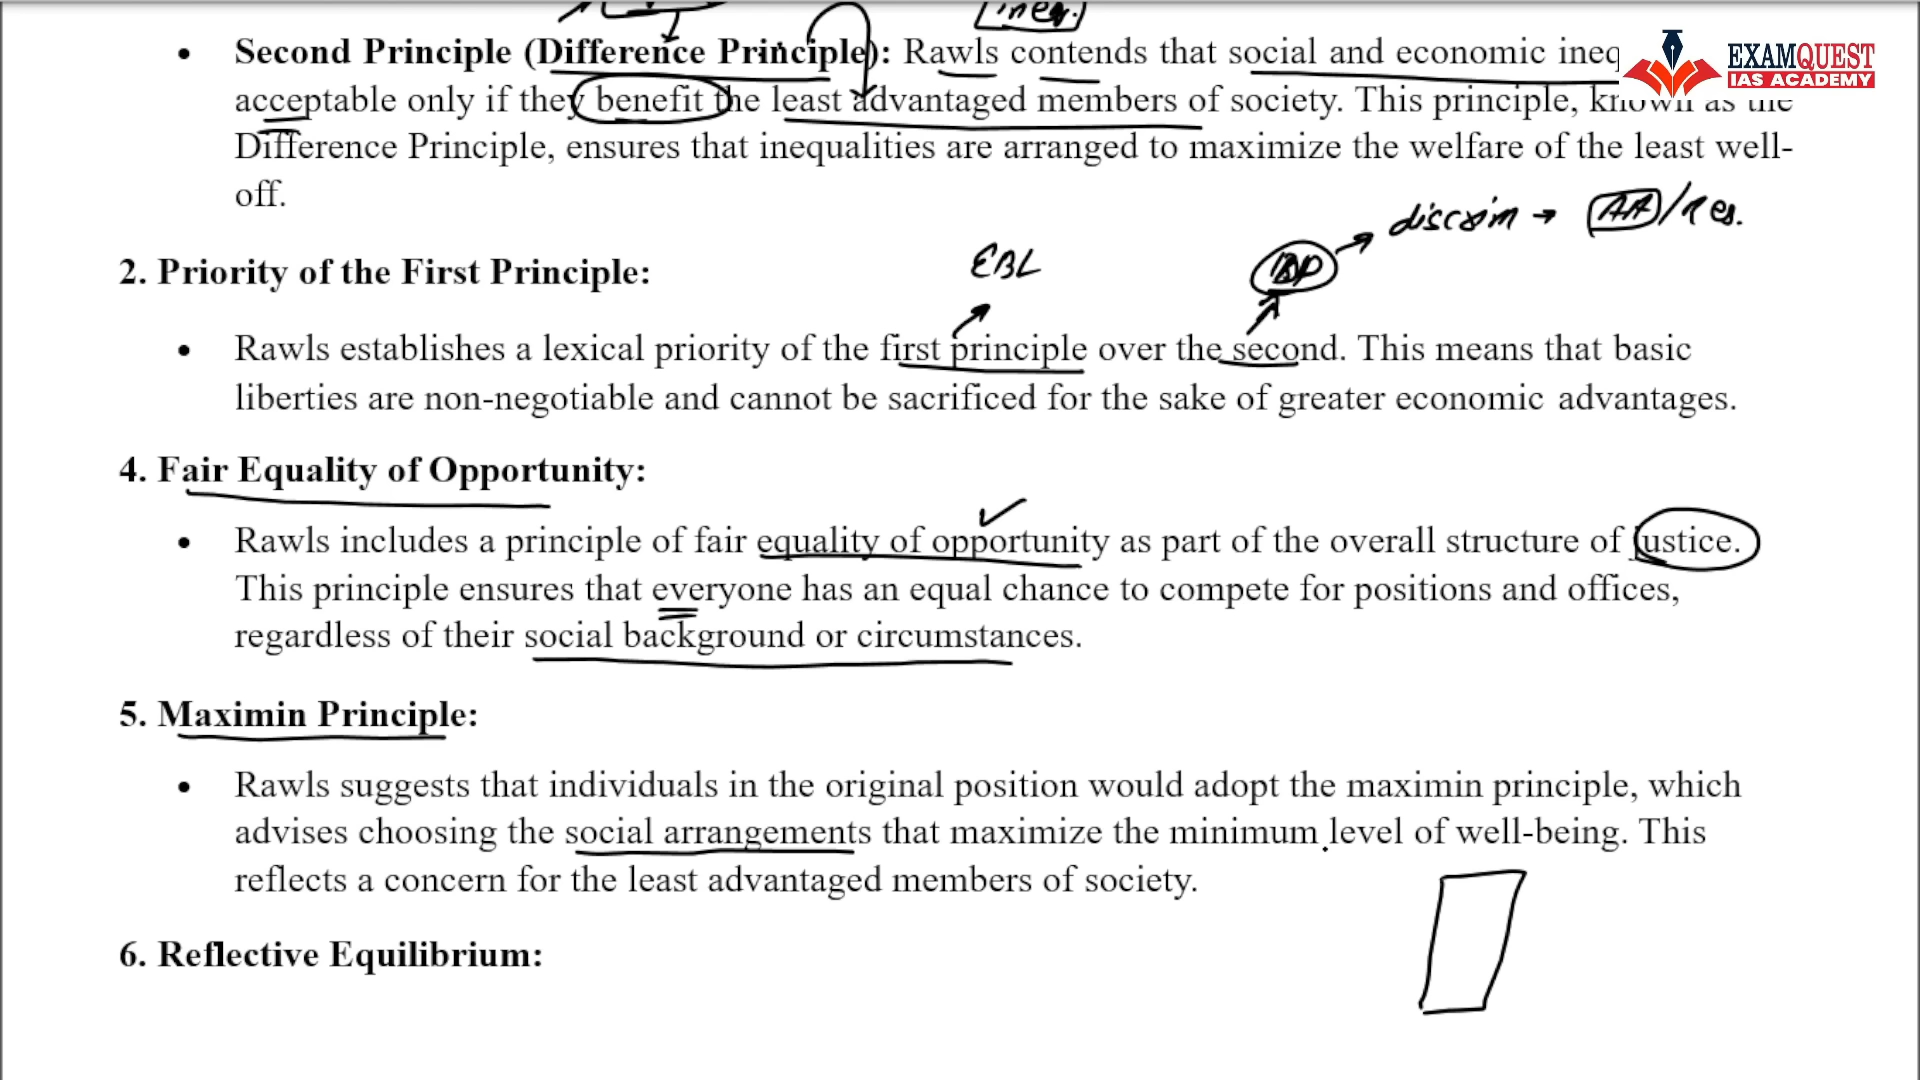 ineq.
• Second Principle (Difference Principle): Rawls contends that social and economic ineq
EXAMQUEST
IAS ACADEMY
acceptable only if they benefit the least advantaged members of society. This principle, known as the
Difference Principle, ensures that inequalities are arranged to maximize the welfare of the least well-
off.
discrim → AA/Res.
2. Priority of the First Principle:
EBL
DP
• Rawls establishes a lexical priority of the first principle over the second. This means that basic
liberties are non-negotiable and cannot be sacrificed for the sake of greater economic advantages.
4. Fair Equality of Opportunity:
• Rawls includes a principle of fair equality of opportunity as part of the overall structure of justice.
This principle ensures that everyone has an equal chance to compete for positions and offices,
regardless of their social background or circumstances.
5. Maximin Principle:
• Rawls suggests that individuals in the original position would adopt the maximin principle, which
advises choosing the social arrangements that maximize the minimum level of well-being. This
reflects a concern for the least advantaged members of society.
6. Reflective Equilibrium: